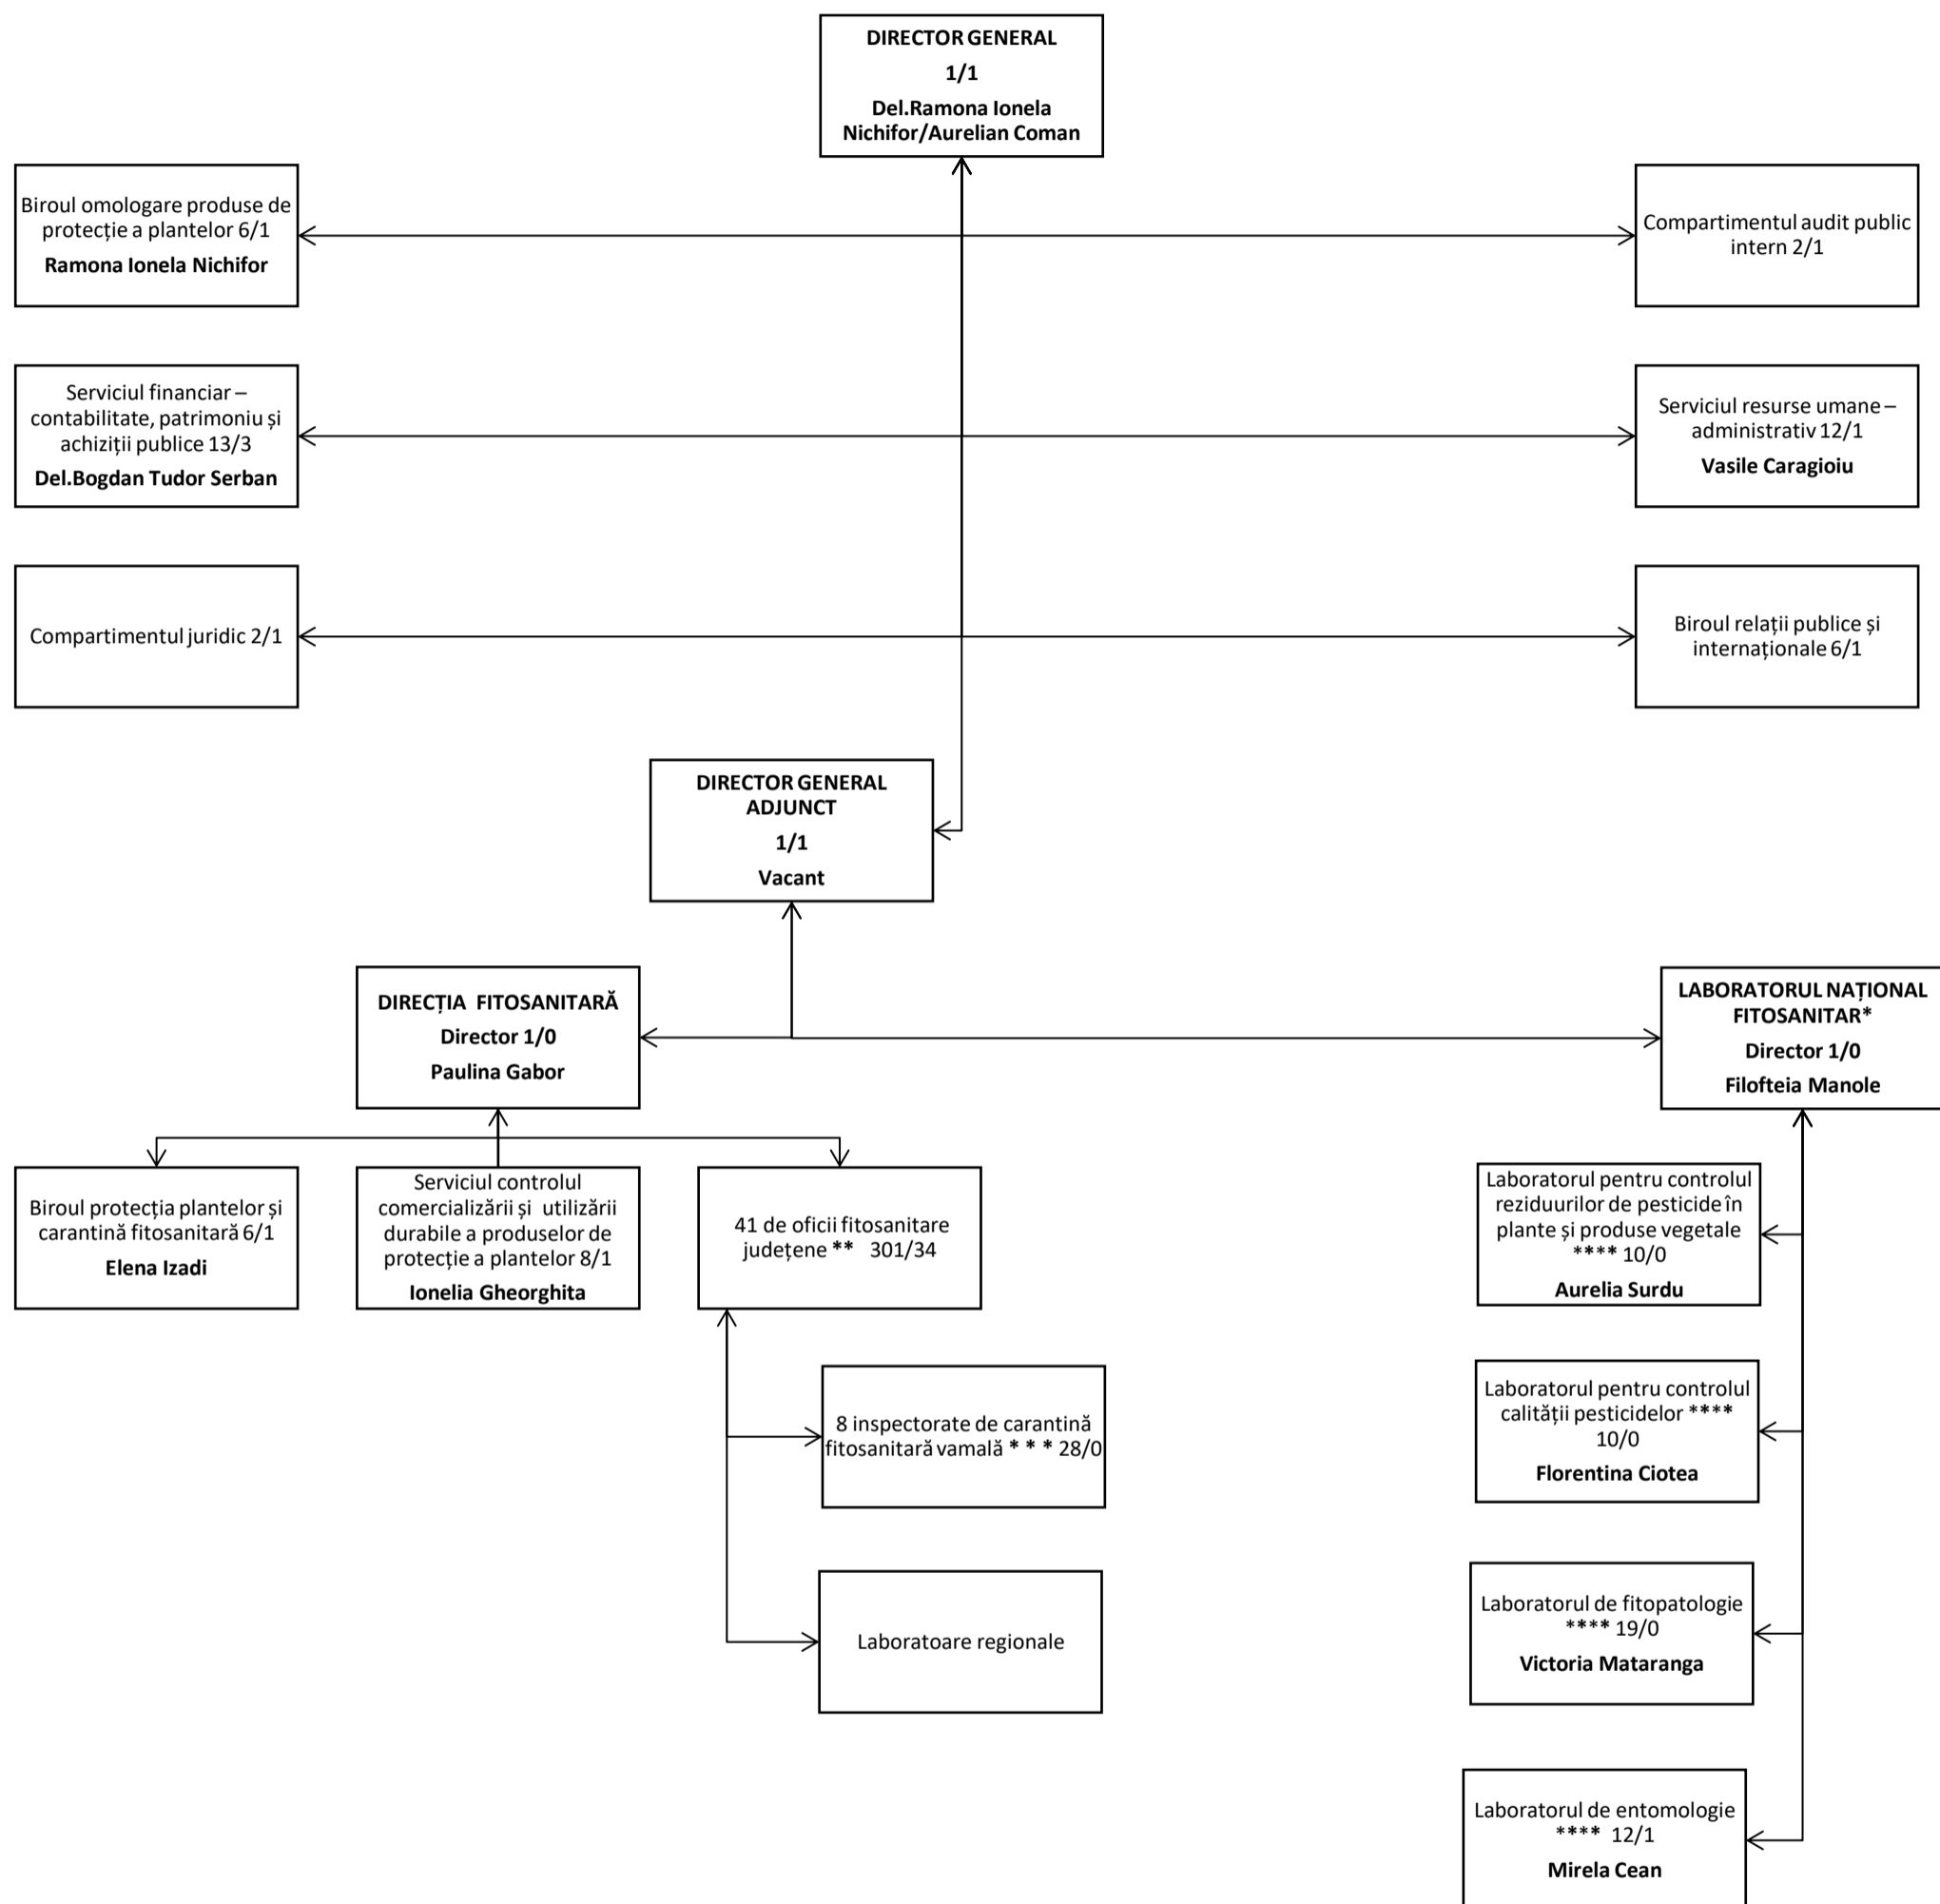 DIRECTOR GENERAL
1/1
Del.Ramona Ionela
Nichifor/Aurelian Coman
Biroul omologare produse de
protecție a plantelor 6/1
Ramona Ionela Nichifor
Compartimentul audit public
intern 2/1
Serviciul financiar –
contabilitate, patrimoniu și
achiziții publice 13/3
Del.Bogdan Tudor Serban
Serviciul resurse umane –
administrativ 12/1
Vasile Caragioiu
Compartimentul juridic 2/1
Biroul relații publice și
internaționale 6/1
DIRECTOR GENERAL
ADJUNCT
1/1
Vacant
DIRECȚIA FITOSANITARĂ
Director 1/0
Paulina Gabor
LABORATORUL NAȚIONAL
FITOSANITAR*
Director 1/0
Filofteia Manole
Biroul protecția plantelor și
carantină fitosanitară 6/1
Elena Izadi
Serviciul controlul
comercializării și utilizării
durabile a produselor de
protecție a plantelor 8/1
Ionelia Gheorghita
41 de oficii fitosanitare
județene ** 301/34
8 inspectorate de carantină
fitosanitară vamală * * * 28/0
Laboratoare regionale
Laboratorul pentru controlul
reziduurilor de pesticide în
plante și produse vegetale
**** 10/0
Aurelia Surdu
Laboratorul pentru controlul
calității pesticidelor ****
10/0
Florentina Ciotea
Laboratorul de fitopatologie
**** 19/0
Victoria Mataranga
Laboratorul de entomologie
**** 12/1
Mirela Cean